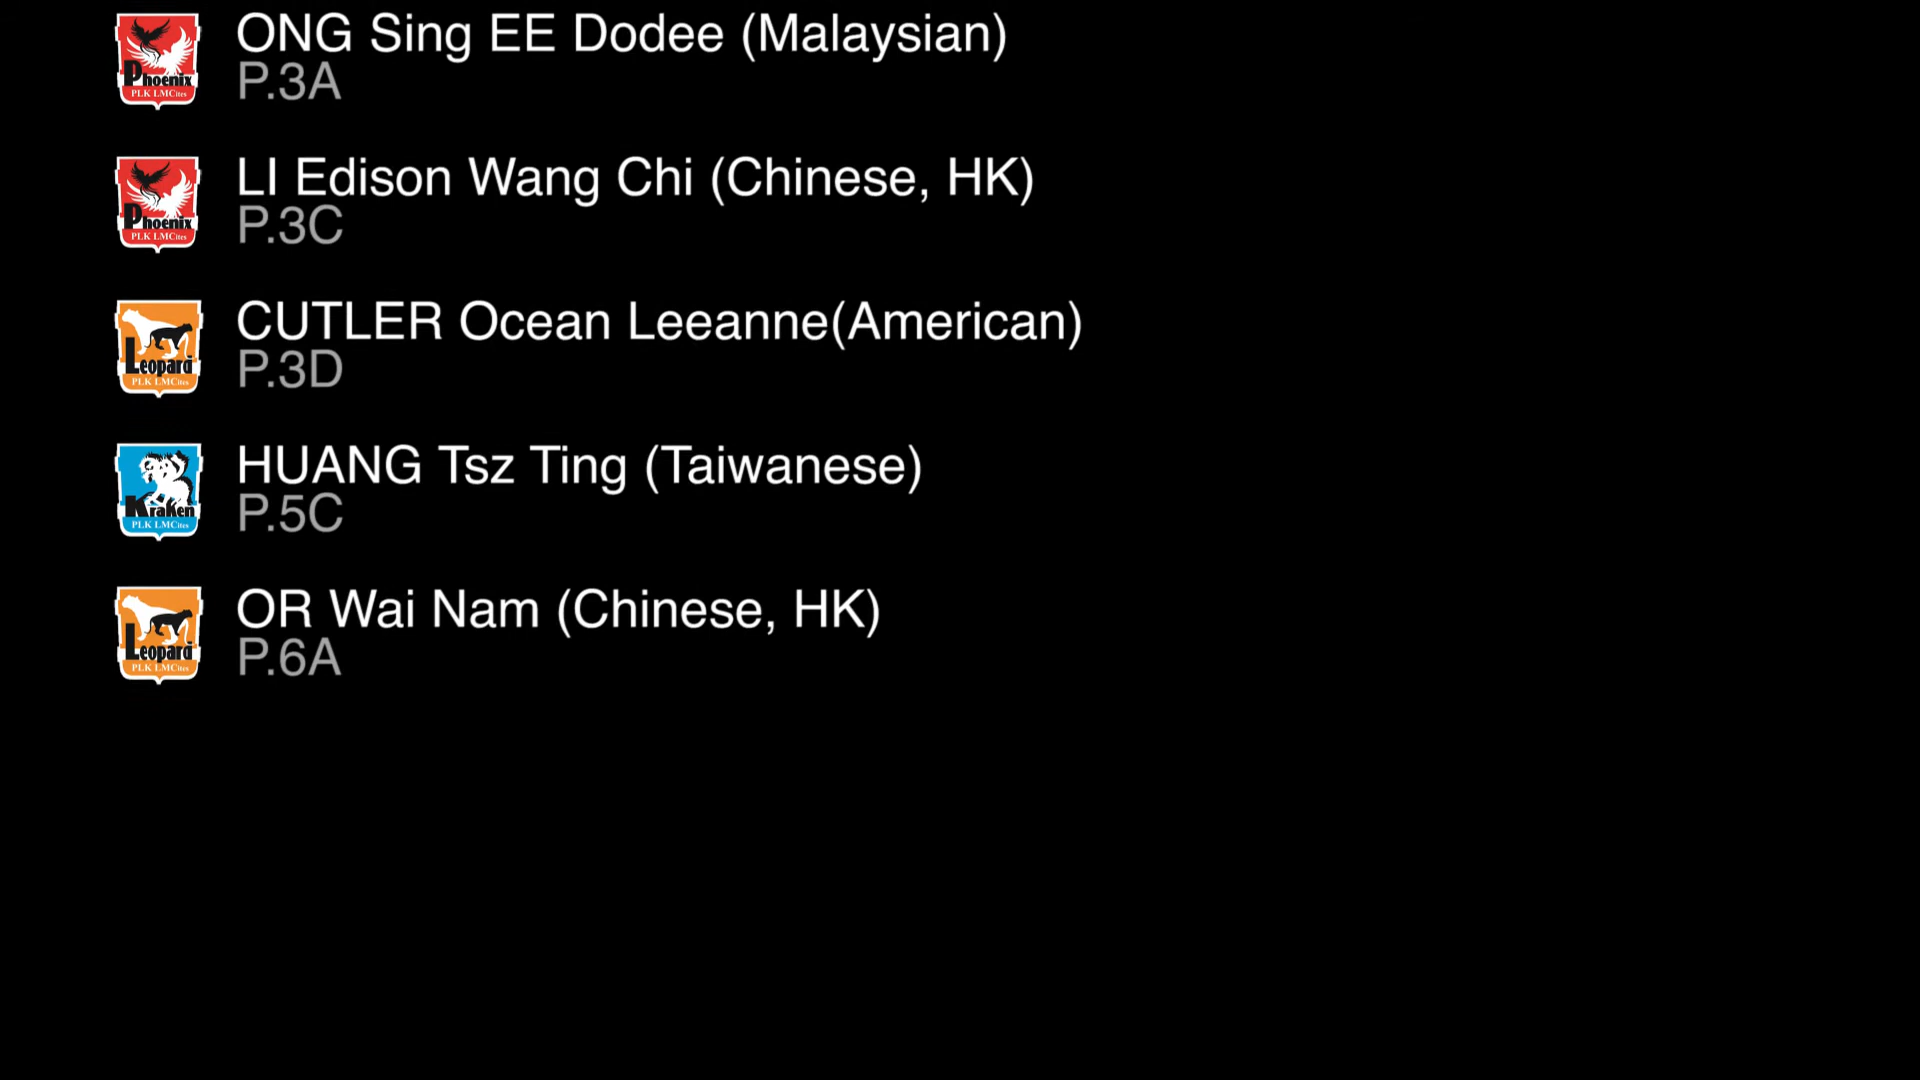 ONG Sing EE Dodee (Malaysian)
P.3A
Phoenix
PLK LMCites
LI Edison Wang Chi (Chinese, HK)
P.3C
Phoenix
PLK LMCites
CUTLER Ocean Leeanne(American)
P.3D
Leopard
PLK LMCites
HUANG Tsz Ting (Taiwanese)
P.5C
KraKen
PLK LMCites
OR Wai Nam (Chinese, HK)
P.6A
Leopard
PLK LMCites